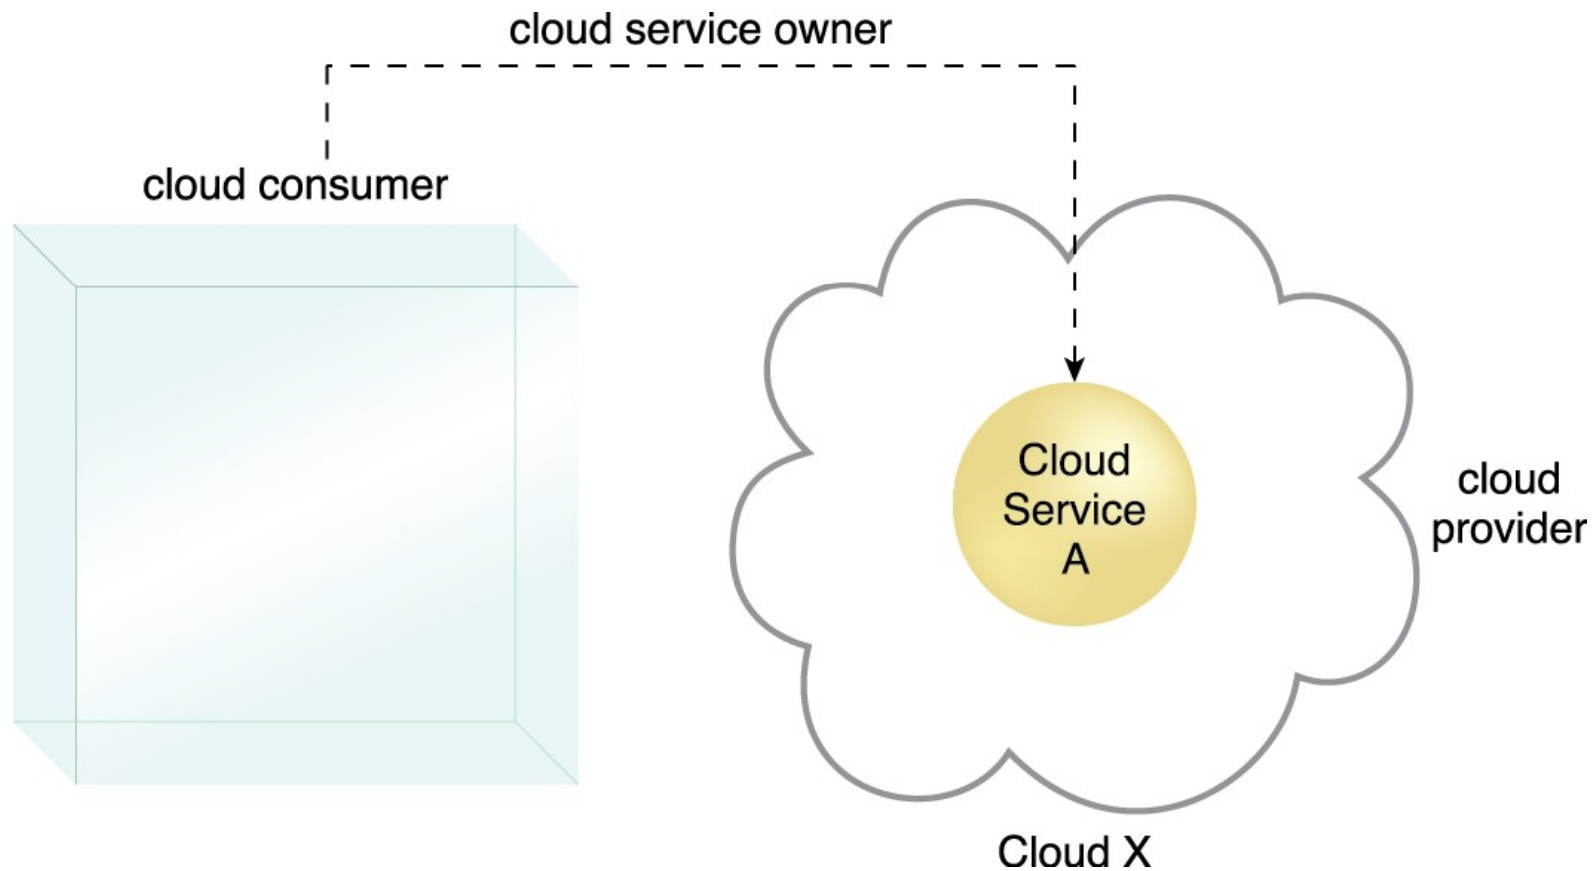 cloud service owner
cloud consumer
Cloud
Service
A
cloud
provider
Cloud X